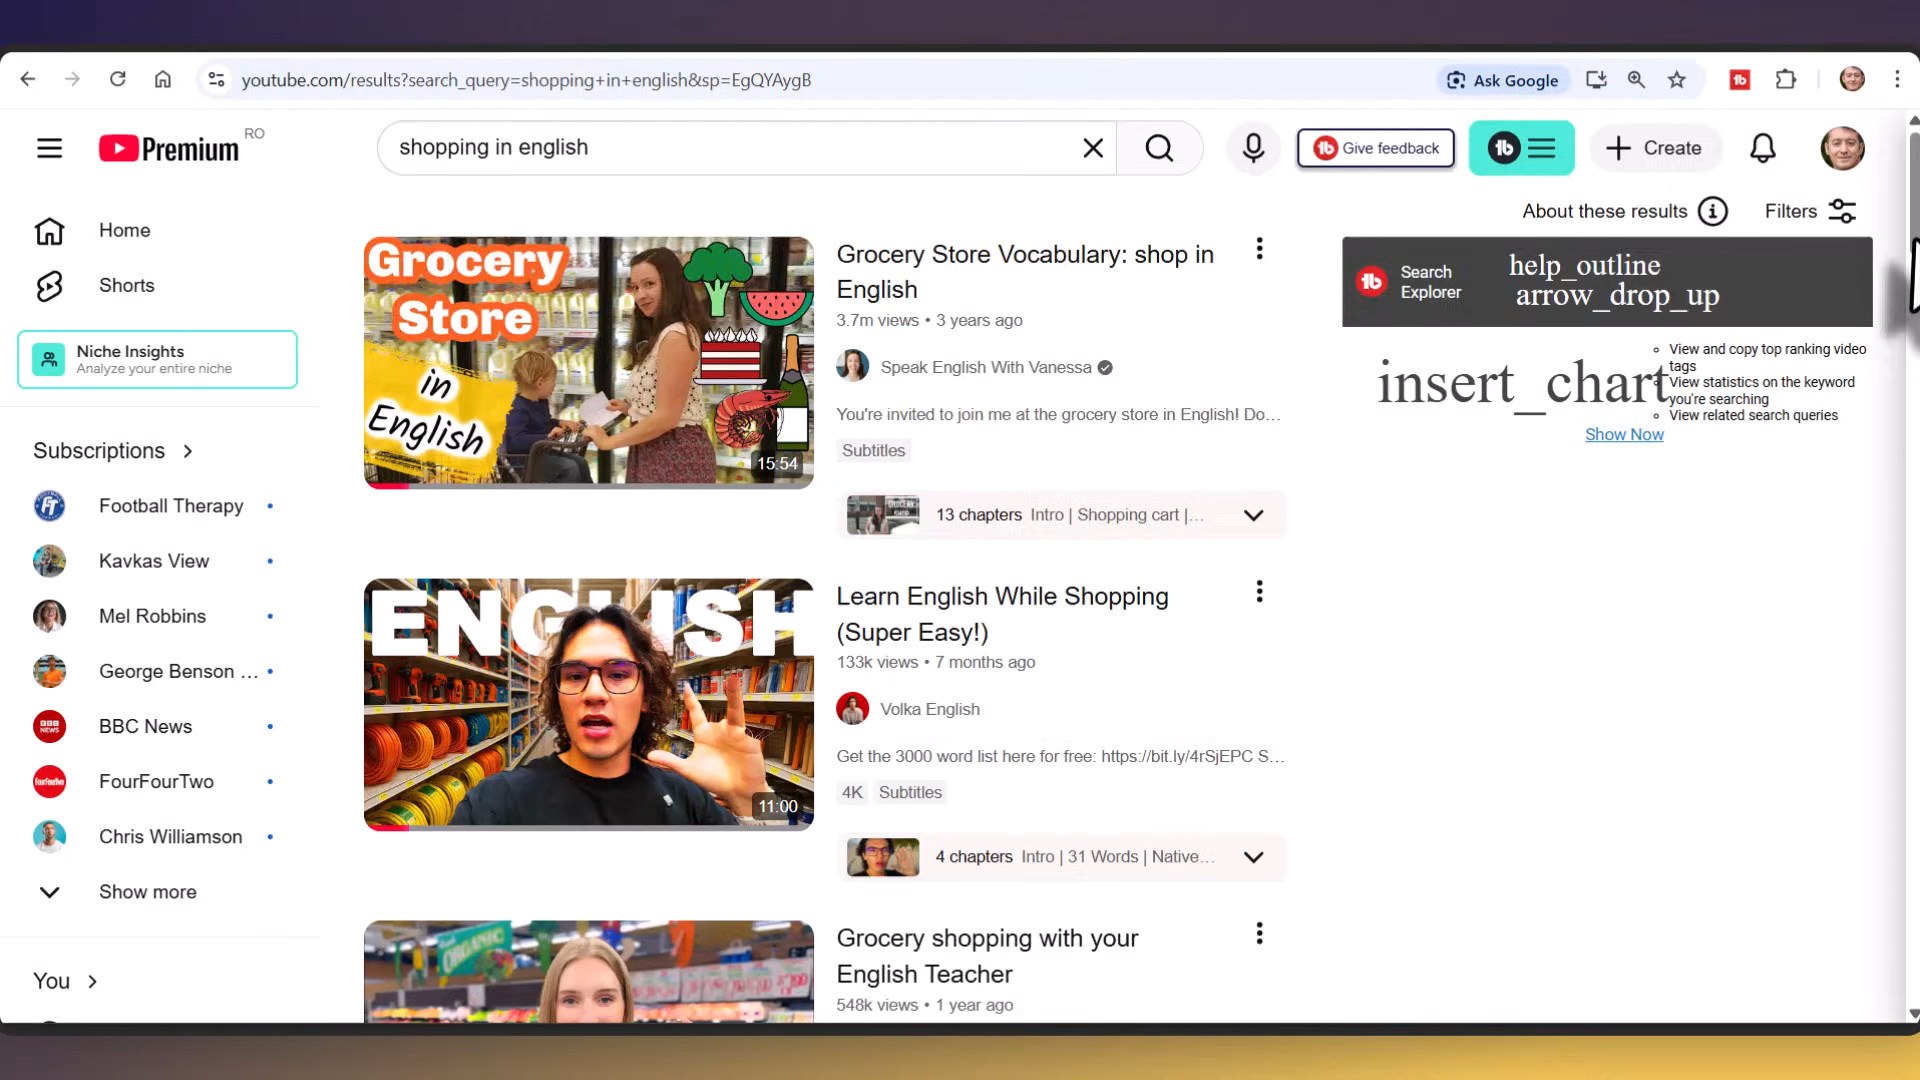 youtube.com/results?search_query=shopping+in+english&sp=EgQYAygB
Ask Google
Premium
RO
shopping in english
Give feedback
Create
About these results
Filters
Home
Shorts
Niche Insights
Analyze your entire niche
Subscriptions
Football Therapy
Kavkas View
Mel Robbins
George Benson ...
BBC News
FourFourTwo
Chris Williamson
Show more
You
Grocery
Store
in
English
15:54
Grocery Store Vocabulary: shop in
English
3.7m views • 3 years ago
Speak English With Vanessa
You're invited to join me at the grocery store in English! Do...
Subtitles
13 chapters Intro | Shopping cart |...
ENGLISH
11:00
Learn English While Shopping
(Super Easy!)
133k views • 7 months ago
Volka English
Get the 3000 word list here for free: https://bit.ly/4rSjEPC S...
4K Subtitles
4 chapters Intro | 31 Words | Native...
ORGANIC
Grocery shopping with your
English Teacher
548k views • 1 year ago
Search
Explorer
help_outline
arrow_drop_up
insert_chart
View and copy top ranking video
tags
View statistics on the keyword
you're searching
View related search queries
Show Now